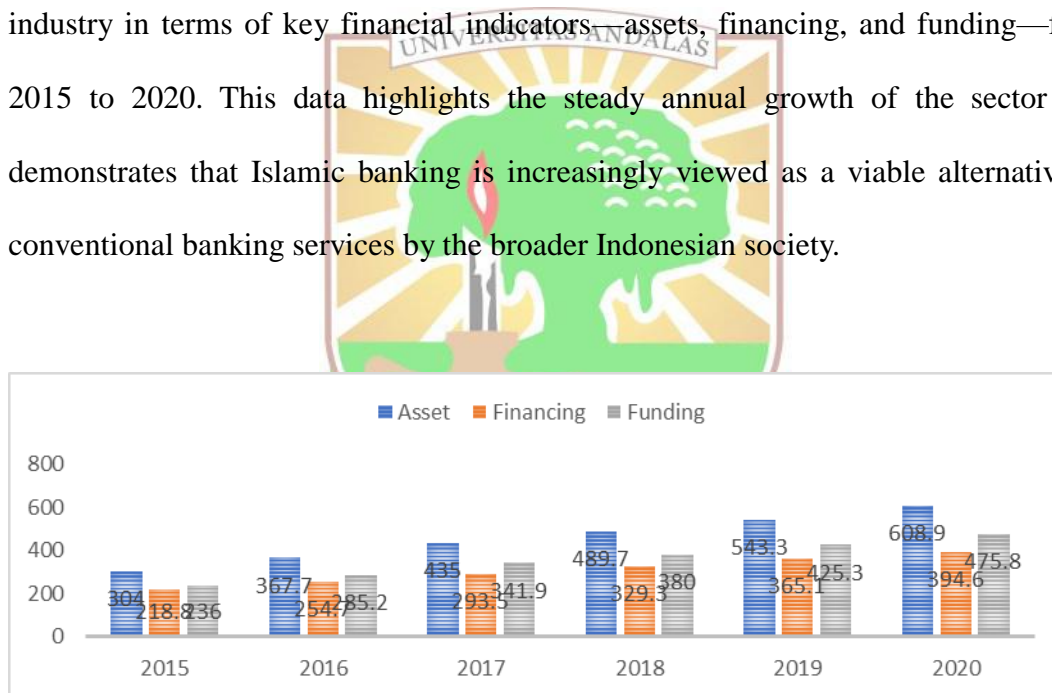 industry in terms of key financial indicators—assets, financing, and funding—
UNIVERSITAS ANDALAS
2015 to 2020. This data highlights the steady annual growth of the sector
demonstrates that Islamic banking is increasingly viewed as a viable
conventional banking services by the broader Indonesian society.
Asset Financing Funding
800
600
400
200
0
304 218.8 236
367.7 254.7 285.2
435 293.5 341.9
489.7 329.3 380
543.3 365.1 425.3
608.9 394.6 475.8
2015 2016 2017 2018 2019 2020